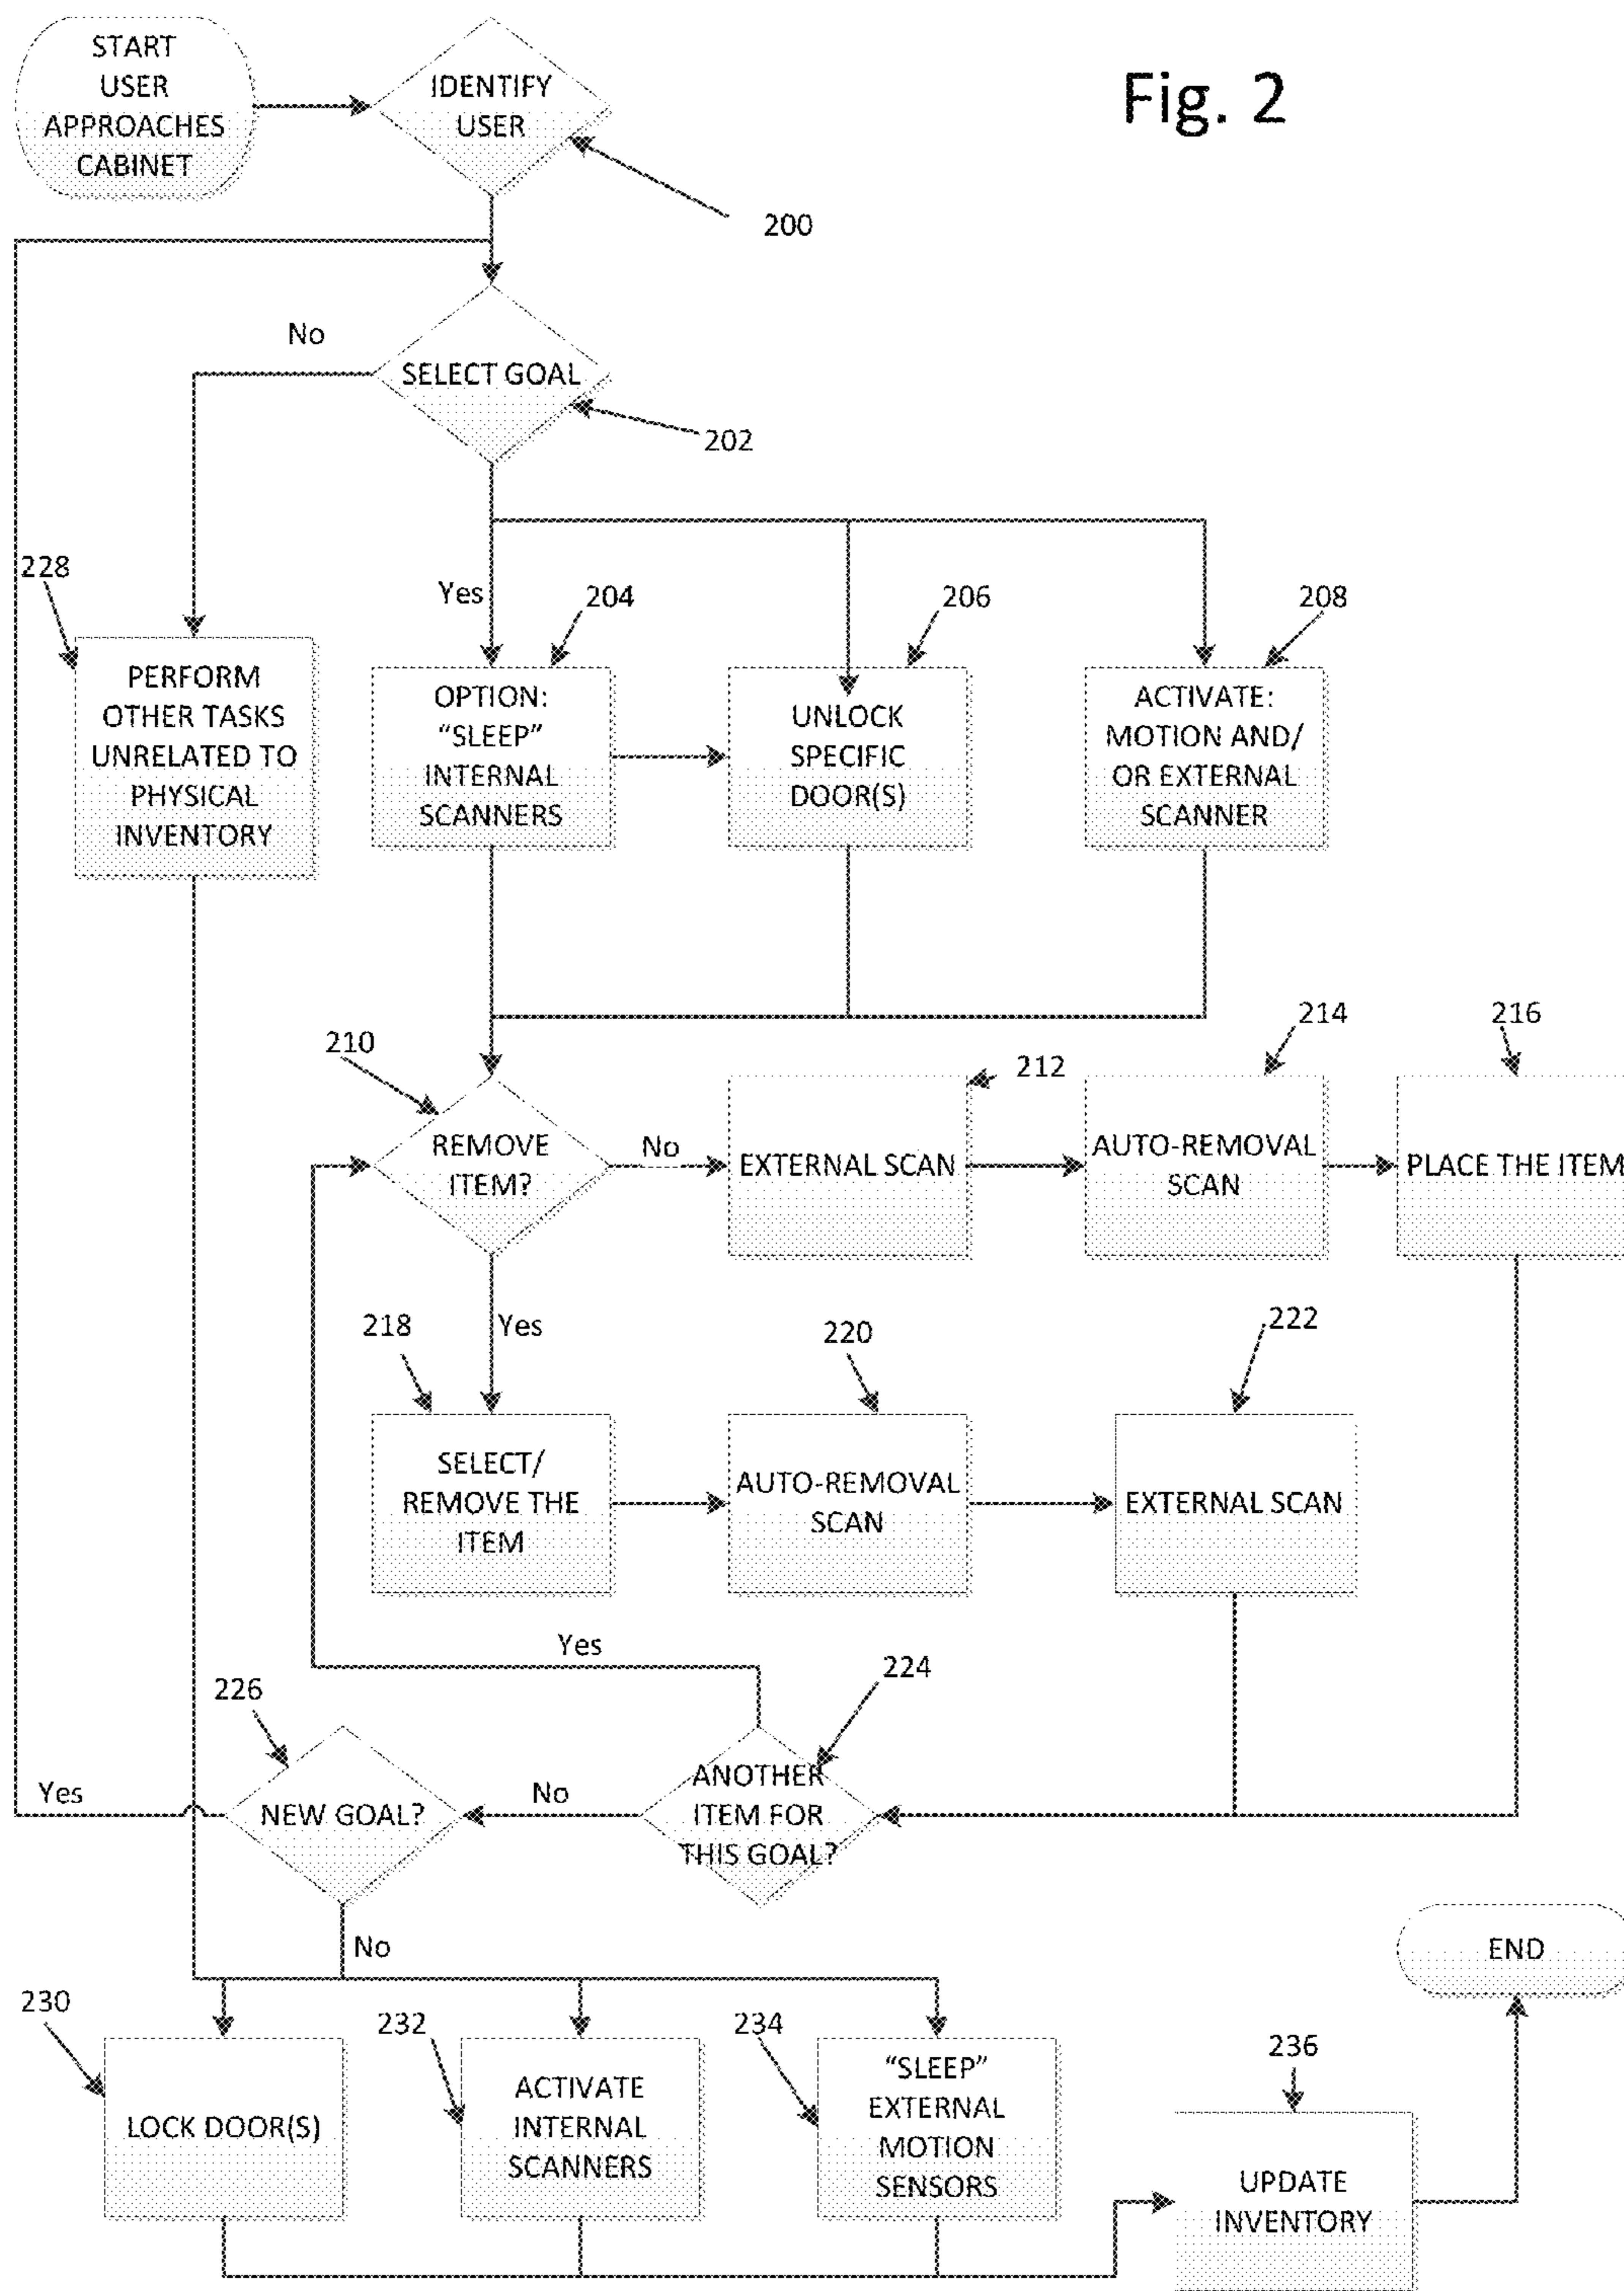 START
USER
APPROACHES
CABINET
IDENTIFY
USER
Fig. 2
200
No
SELECT GOAL
202
228
Yes
204
206
208
PERFORM
OTHER TASKS
UNRELATED TO
PHYSICAL
INVENTORY
OPTION:
“SLEEP”
INTERNAL
SCANNERS
UNLOCK
SPECIFIC
DOOR(S)
ACTIVATE:
MOTION AND/
OR EXTERNAL
SCANNER
210
212
214
216
REMOVE
ITEM?
No
EXTERNAL SCAN
AUTO-REMOVAL
SCAN
PLACE THE ITEM
218
Yes
220
222
SELECT/
REMOVE THE
ITEM
AUTO-REMOVAL
SCAN
EXTERNAL SCAN
Yes
224
226
Yes
NEW GOAL?
No
ANOTHER
ITEM FOR
THIS GOAL?
No
END
230
232
234
236
LOCK DOOR(S)
ACTIVATE
INTERNAL
SCANNERS
“SLEEP”
EXTERNAL
MOTION
SENSORS
UPDATE
INVENTORY